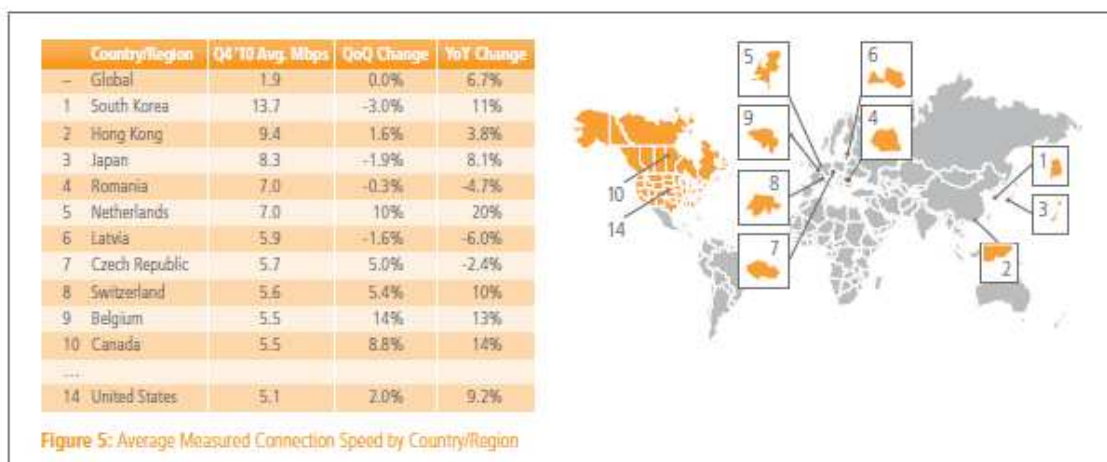 Country/Region Q4 '10 Avg. Mbps QoQ Change YoY Change
– Global 1.9 0.0% 6.7%
1 South Korea 13.7 -3.0% 11%
2 Hong Kong 9.4 1.6% 3.8%
3 Japan 8.3 -1.9% 8.1%
4 Romania 7.0 -0.3% -4.7%
5 Netherlands 7.0 10% 20%
6 Latvia 5.9 -1.6% -6.0%
7 Czech Republic 5.7 5.0% -2.4%
8 Switzerland 5.6 5.4% 10%
9 Belgium 5.5 14% 13%
10 Canada 5.5 8.8% 14%
...
14 United States 5.1 2.0% 9.2%
Figure 5: Average Measured Connection Speed by Country/Region
5
6
9
4
10
8
1
14
3
7
2